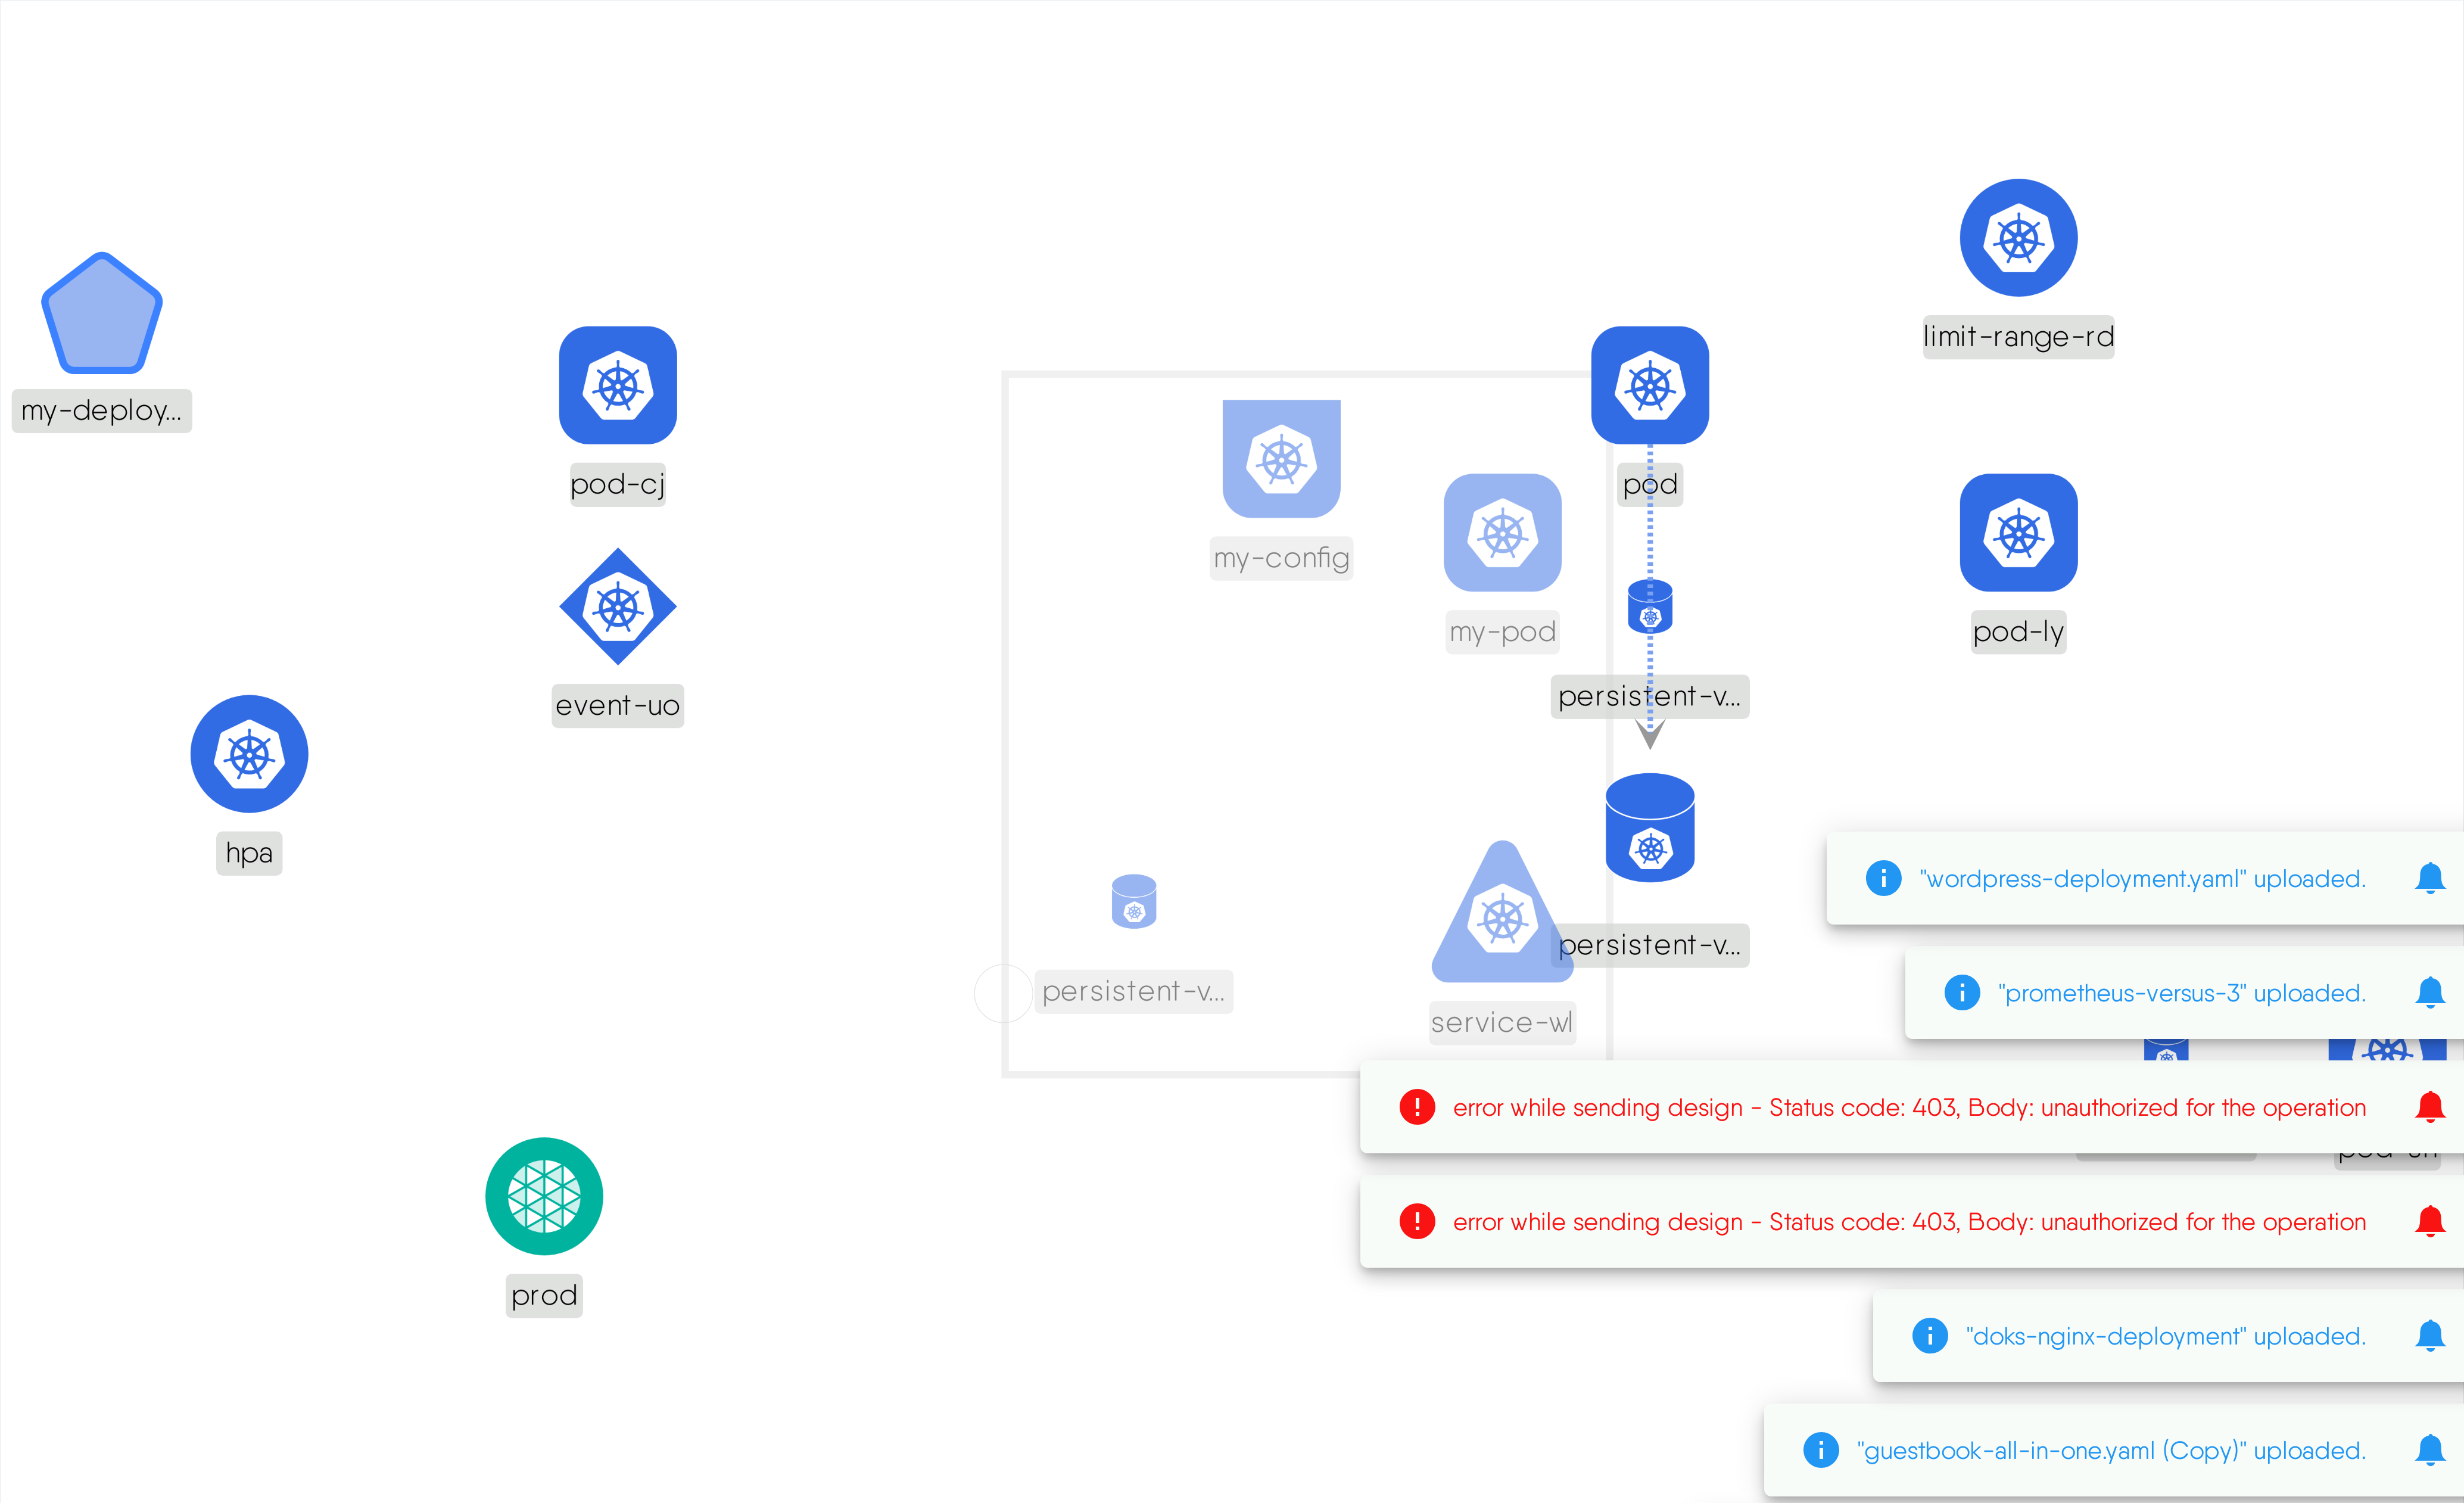 limit-range-rd
my-deploy...
pod-cj
pod
my-config
my-pod
pod-ly
event-uo
persistent-v...
hpa
"wordpress-deployment.yaml" uploaded.
persistent-v...
persistent-v...
"prometheus-versus-3" uploaded.
service-wl
error while sending design - Status code: 403, Body: unauthorized for the operation
error while sending design - Status code: 403, Body: unauthorized for the operation
prod
"doks-nginx-deployment" uploaded.
"guestbook-all-in-one.yaml (Copy)" uploaded.